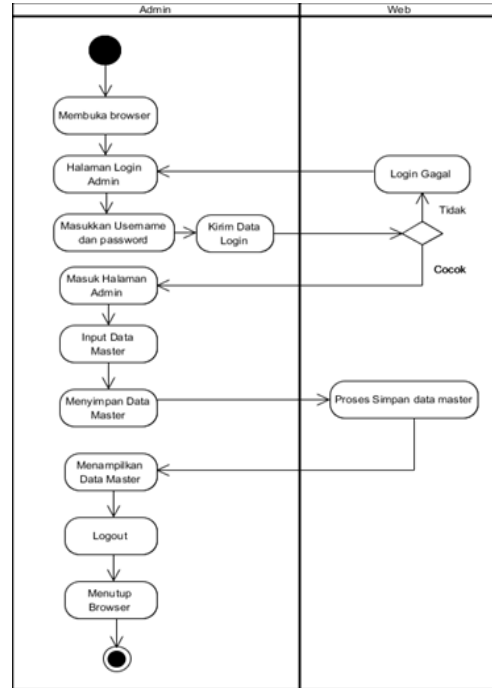 Admin
Web
Membuka browser
Halaman Login
Admin
Login Gagal
Tidak
Masukkan Username
dan password
Kirim Data
Login
Cocok
Masuk Halaman
Admin
Input Data
Master
Menyimpan Data
Master
Proses Simpan data master
Menampilkan
Data Master
Logout
Menutup
Browser